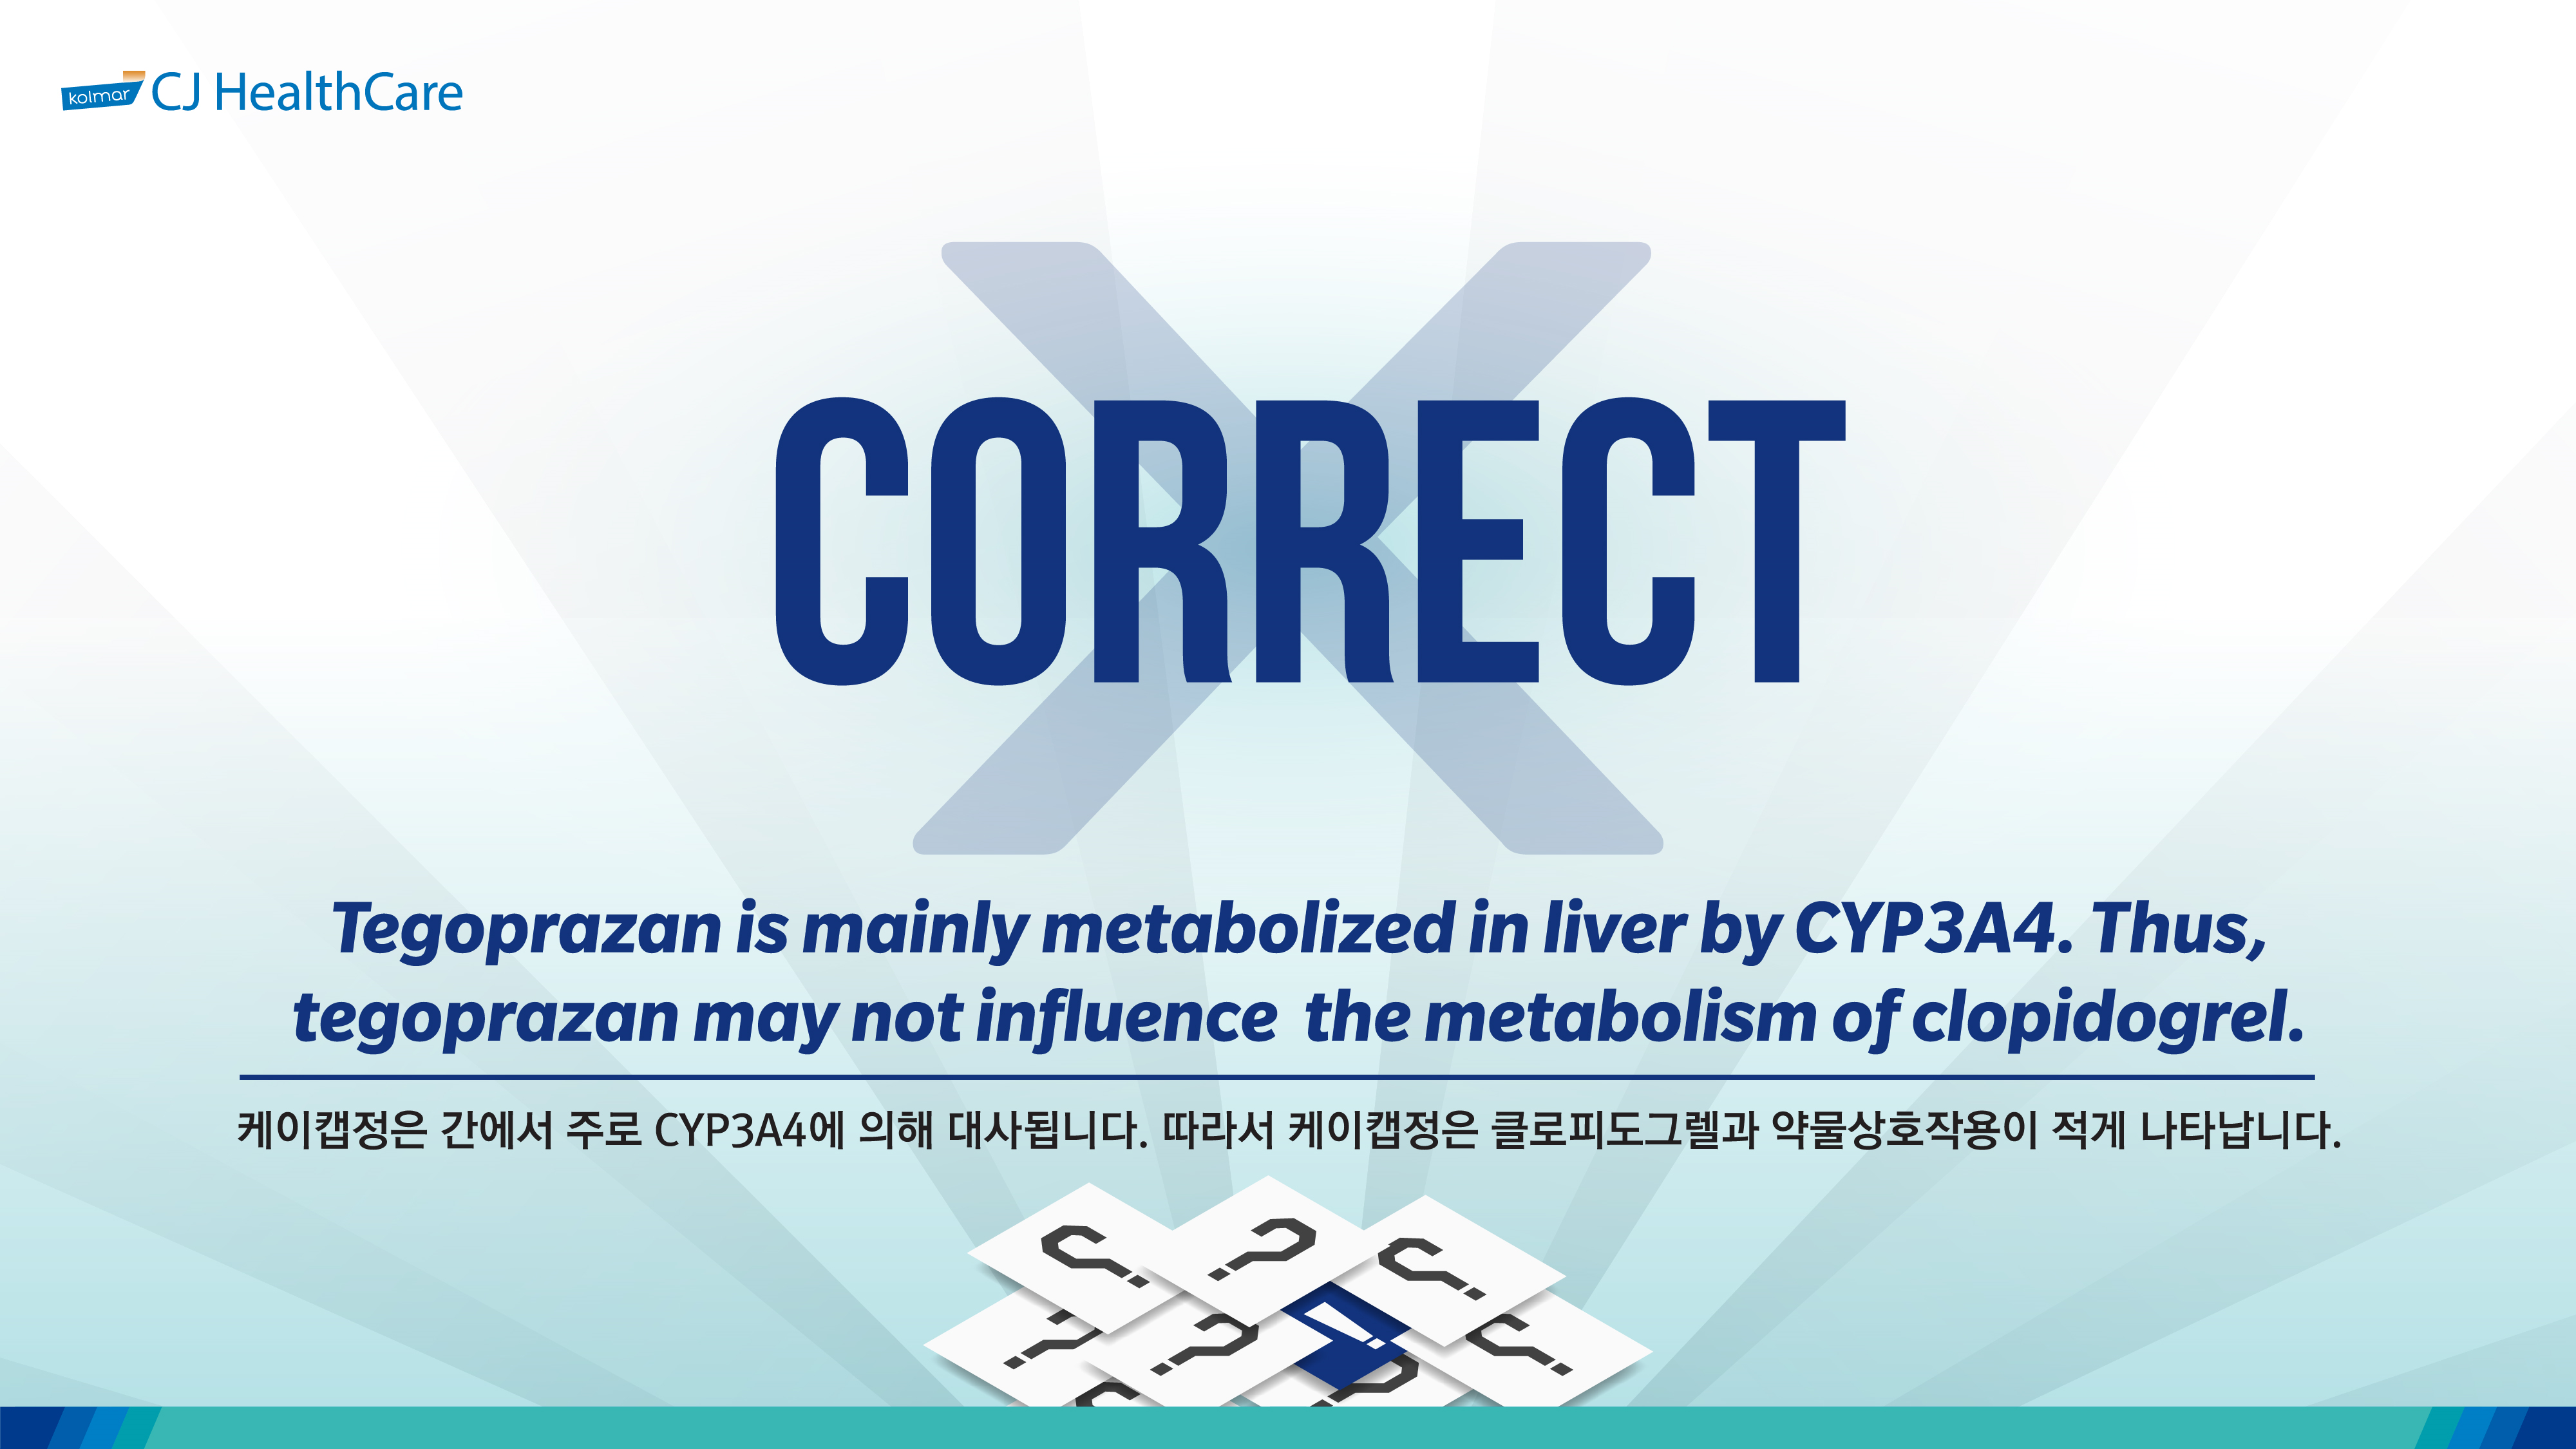 kolmar CJ HealthCare
X
CORRECT
Tegoprazan is mainly metabolized in liver by CYP3A4. Thus,
tegoprazan may not influence the metabolism of clopidogrel.
케이캡정은 간에서 주로 CYP3A4에 의해 대사됩니다. 따라서 케이캡정은 클로피도그렐과 약물상호작용이 적게 나타납니다.
? ? ?
? ? ! ?
? ?